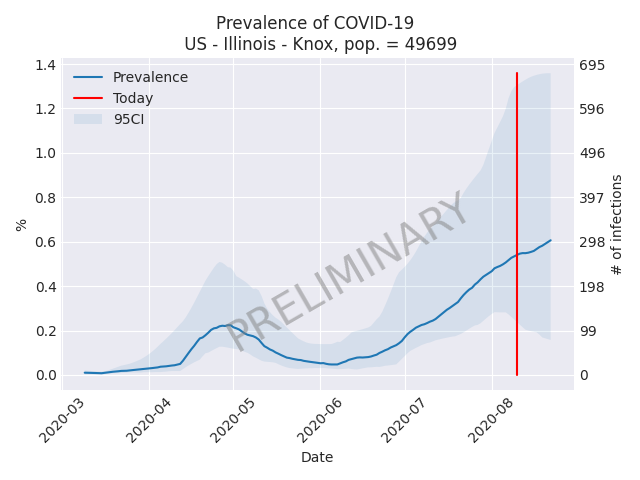 Prevalence of COVID-19
US - Illinois - Knox, pop. = 49699
Prevalence
Today
95CI
PRELIMINARY
1.4
1.2
1.0
0.8
0.6
0.4
0.2
0.0
%
695
596
496
397
298
198
99
0
# of infections
2020-03
2020-04
2020-05
2020-06
2020-07
2020-08
Date